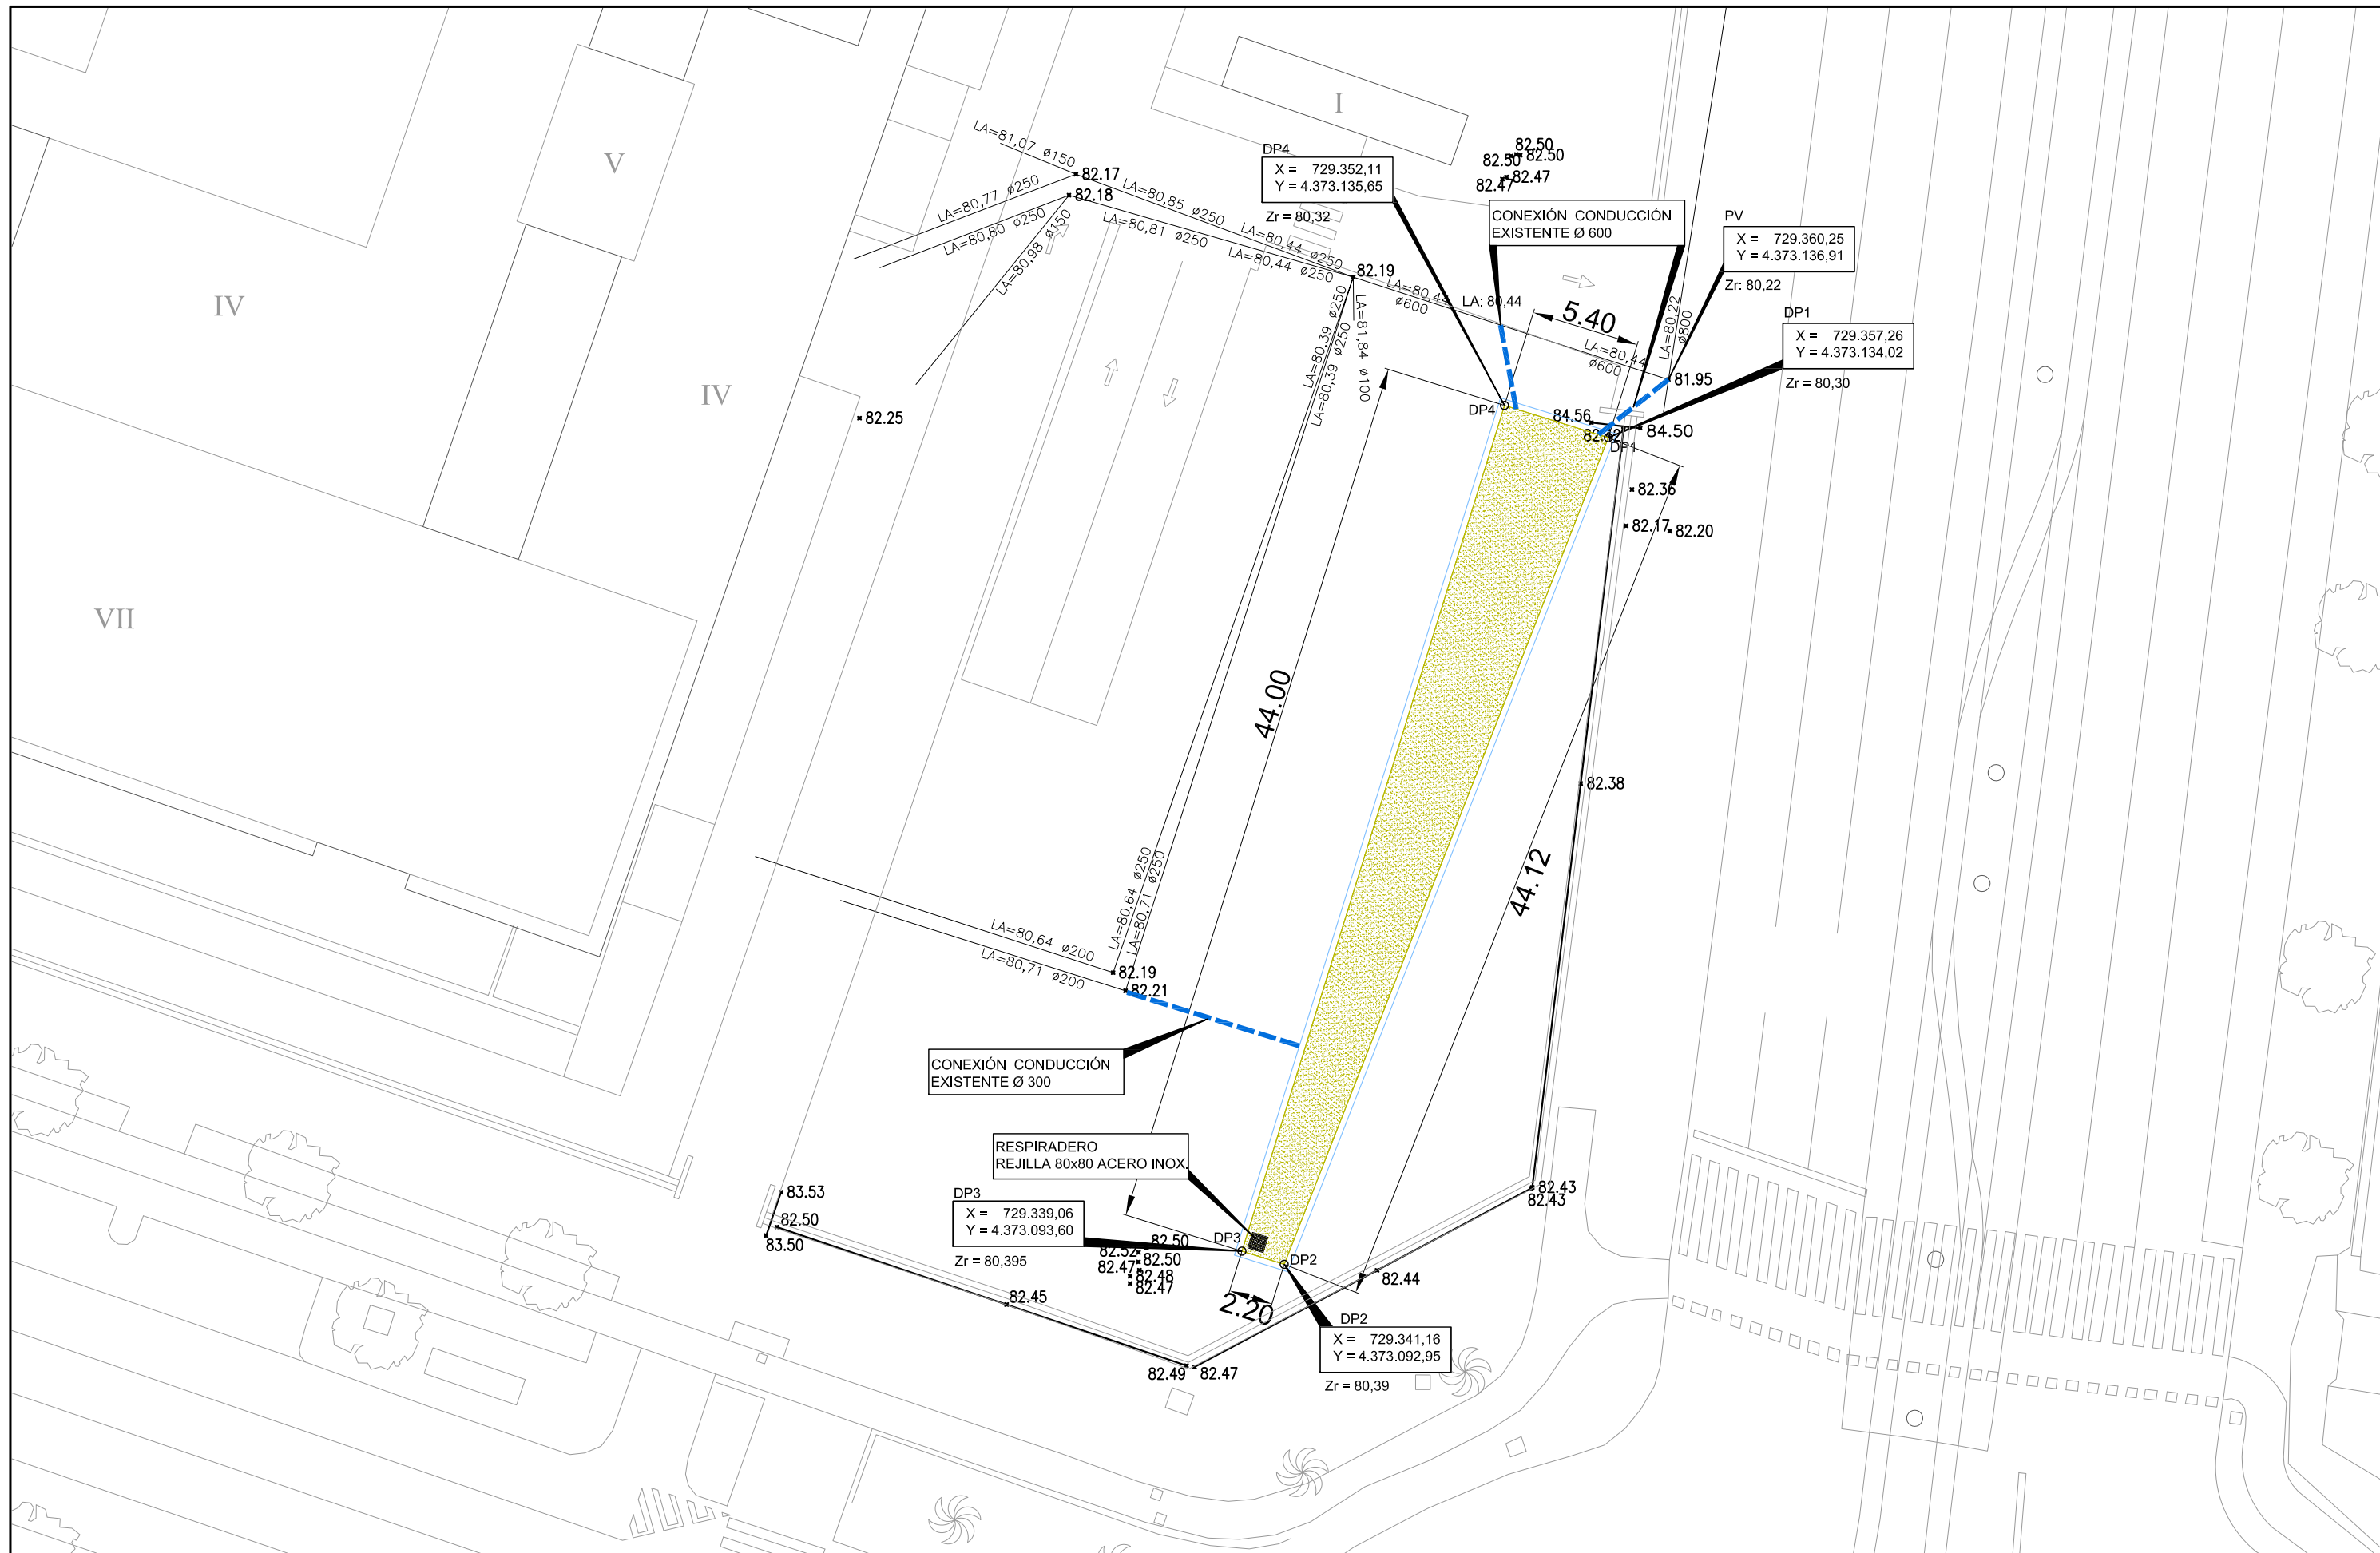 I
V
IV
IV
VII
LA=81,07 ø150
82.17
LA=80,77 ø250
82.18
LA=80,80 ø250
LA=80,98 ø150
LA=80,85 ø250
LA=80,81 ø250
LA=80,44 ø250
LA=80,44 ø250
82.19
DP4
X = 729.352,11
Y = 4.373.135,65
Zr = 80,32
82.50
82.50
82.50
82.47
82.47
CONEXIÓN CONDUCCIÓN
EXISTENTE Ø 600
PV
X = 729.360,25
Y = 4.373.136,91
Zr: 80,22
DP1
X = 729.357,26
Y = 4.373.134,02
Zr = 80,30
LA=80,44
ø600
LA: 80,44
5.40
LA=80,44
ø600
LA=80,22
ø800
81.95
LA=80,39 ø250
LA=80,39 ø250
LA=81,84 ø100
DP4
84.56
84.50
DP1
82.25
82.36
82.17
82.20
44.00
82.38
44.12
LA=80,64 ø250
LA=80,71 ø250
LA=80,64 ø200
LA=80,71 ø200
82.19
82.21
CONEXIÓN CONDUCCIÓN
EXISTENTE Ø 300
RESPIRADERO
REJILLA 80x80 ACERO INOX.
DP3
X = 729.339,06
Y = 4.373.093,60
Zr = 80,395
DP3
DP2
83.53
82.50
83.50
82.50
82.52
82.50
82.47
82.48
82.47
82.45
82.43
82.43
82.44
2.20
DP2
X = 729.341,16
Y = 4.373.092,95
Zr = 80,39
82.49
82.47